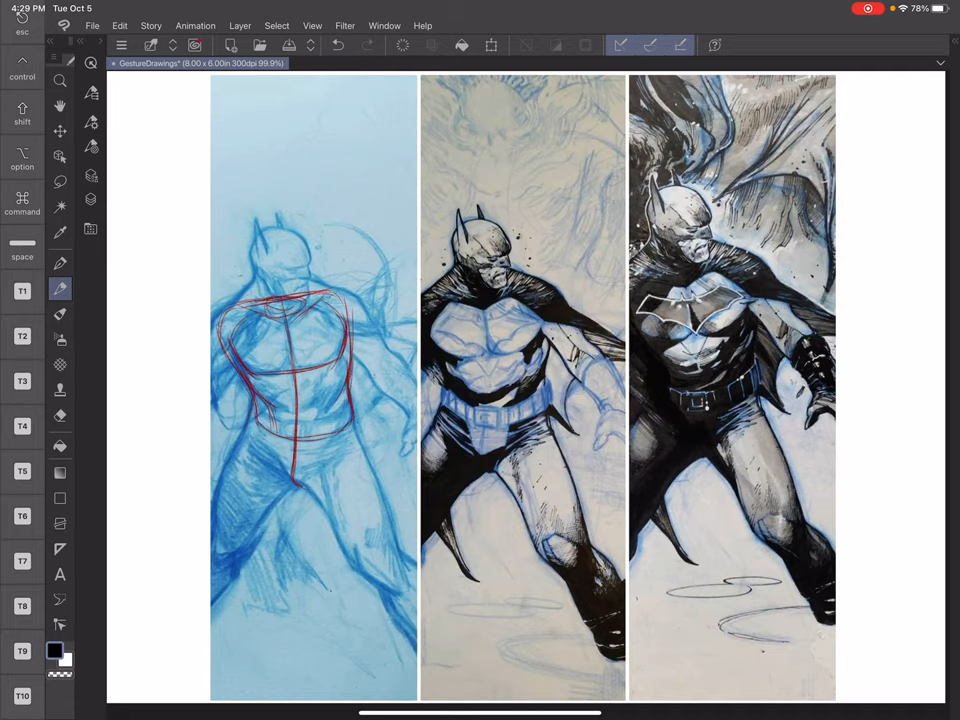 4:29 PM Tue Oct 5
78%
esc
File Edit Story Animation Layer Select View Filter Window Help
GestureDrawings* (8.00 x 6.00in 300dpi 99.9%)
control
shift
option
command
space
T1
T2
T3
T4
T5
T6
T7
T8
T9
T10